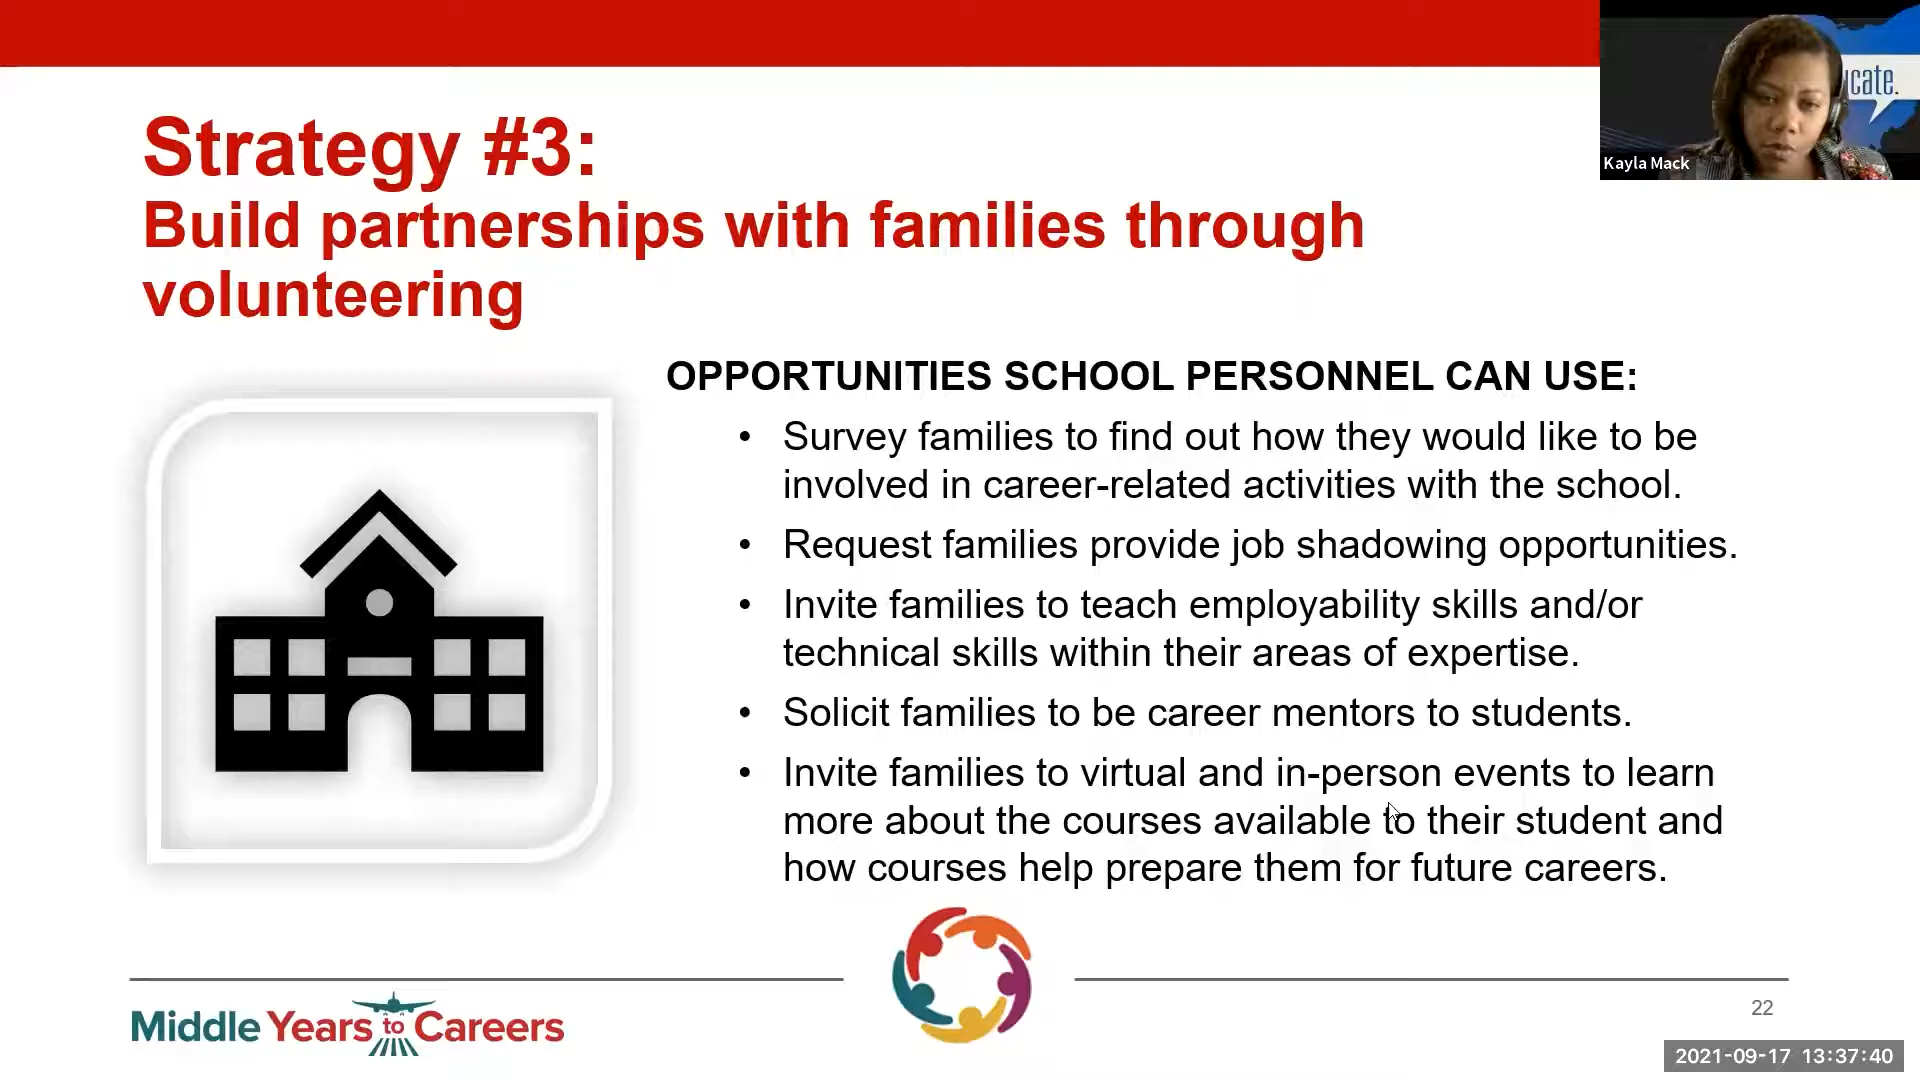 cate.
Kayla Mack
Strategy #3:
Build partnerships with families through
volunteering
OPPORTUNITIES SCHOOL PERSONNEL CAN USE:
• Survey families to find out how they would like to be
involved in career-related activities with the school.
• Request families provide job shadowing opportunities.
• Invite families to teach employability skills and/or
technical skills within their areas of expertise.
• Solicit families to be career mentors to students.
• Invite families to virtual and in-person events to learn
more about the courses available to their student and
how courses help prepare them for future careers.
Middle Years to Careers
22
2021-09-17 13:37:40